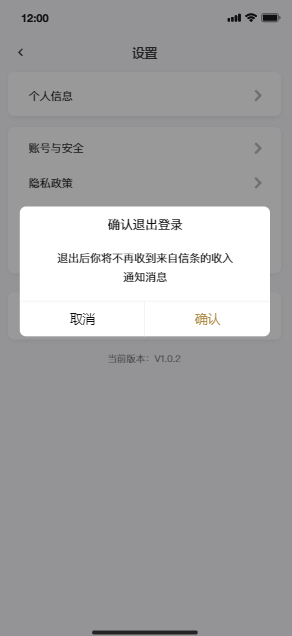 12:00
设置
个人信息
账号与安全
隐私政策
确认退出登录
退出后你将不再收到来自信条的收入
通知消息
取消
确认
当前版本：V1.0.2